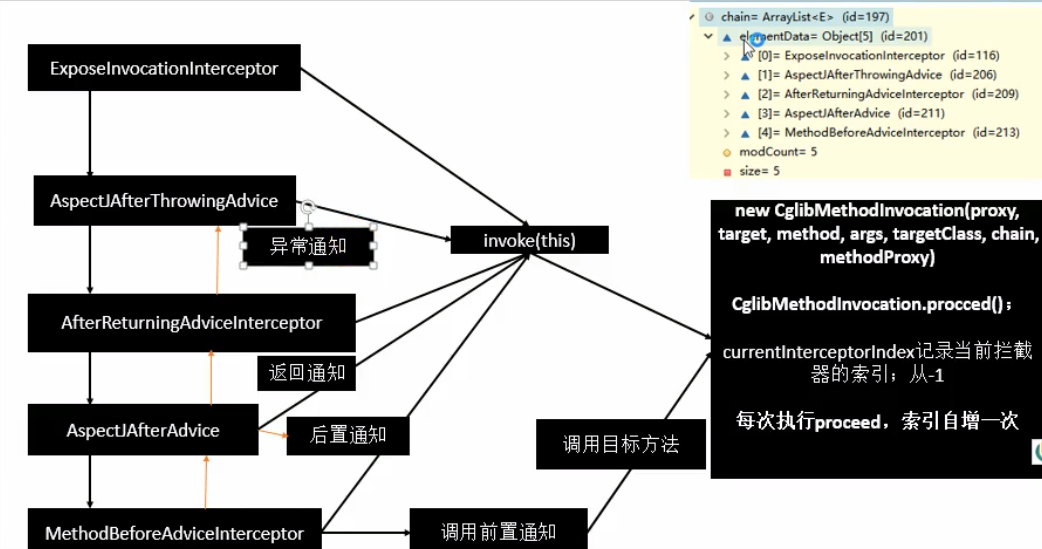 chain= ArrayList<E> (id=197)
elementData= Object[5] (id=201)
[0]= ExposeInvocationInterceptor (id=116)
[1]= AspectJAfterThrowingAdvice (id=206)
[2]= AfterReturningAdviceInterceptor (id=209)
[3]= AspectJAfterAdvice (id=211)
[4]= MethodBeforeAdviceInterceptor (id=213)
modCount= 5
size= 5
ExposeInvocationInterceptor
AspectJAfterThrowingAdvice
异常通知
invoke(this)
AfterReturningAdviceInterceptor
返回通知
AspectJAfterAdvice
后置通知
MethodBeforeAdviceInterceptor
调用前置通知
调用目标方法
new CglibMethodInvocation(proxy,
target, method, args, targetClass, chain,
methodProxy)
CglibMethodInvocation.procced()；
currentInterceptorIndex记录当前拦截
器的索引；从-1
每次执行proceed，索引自增一次